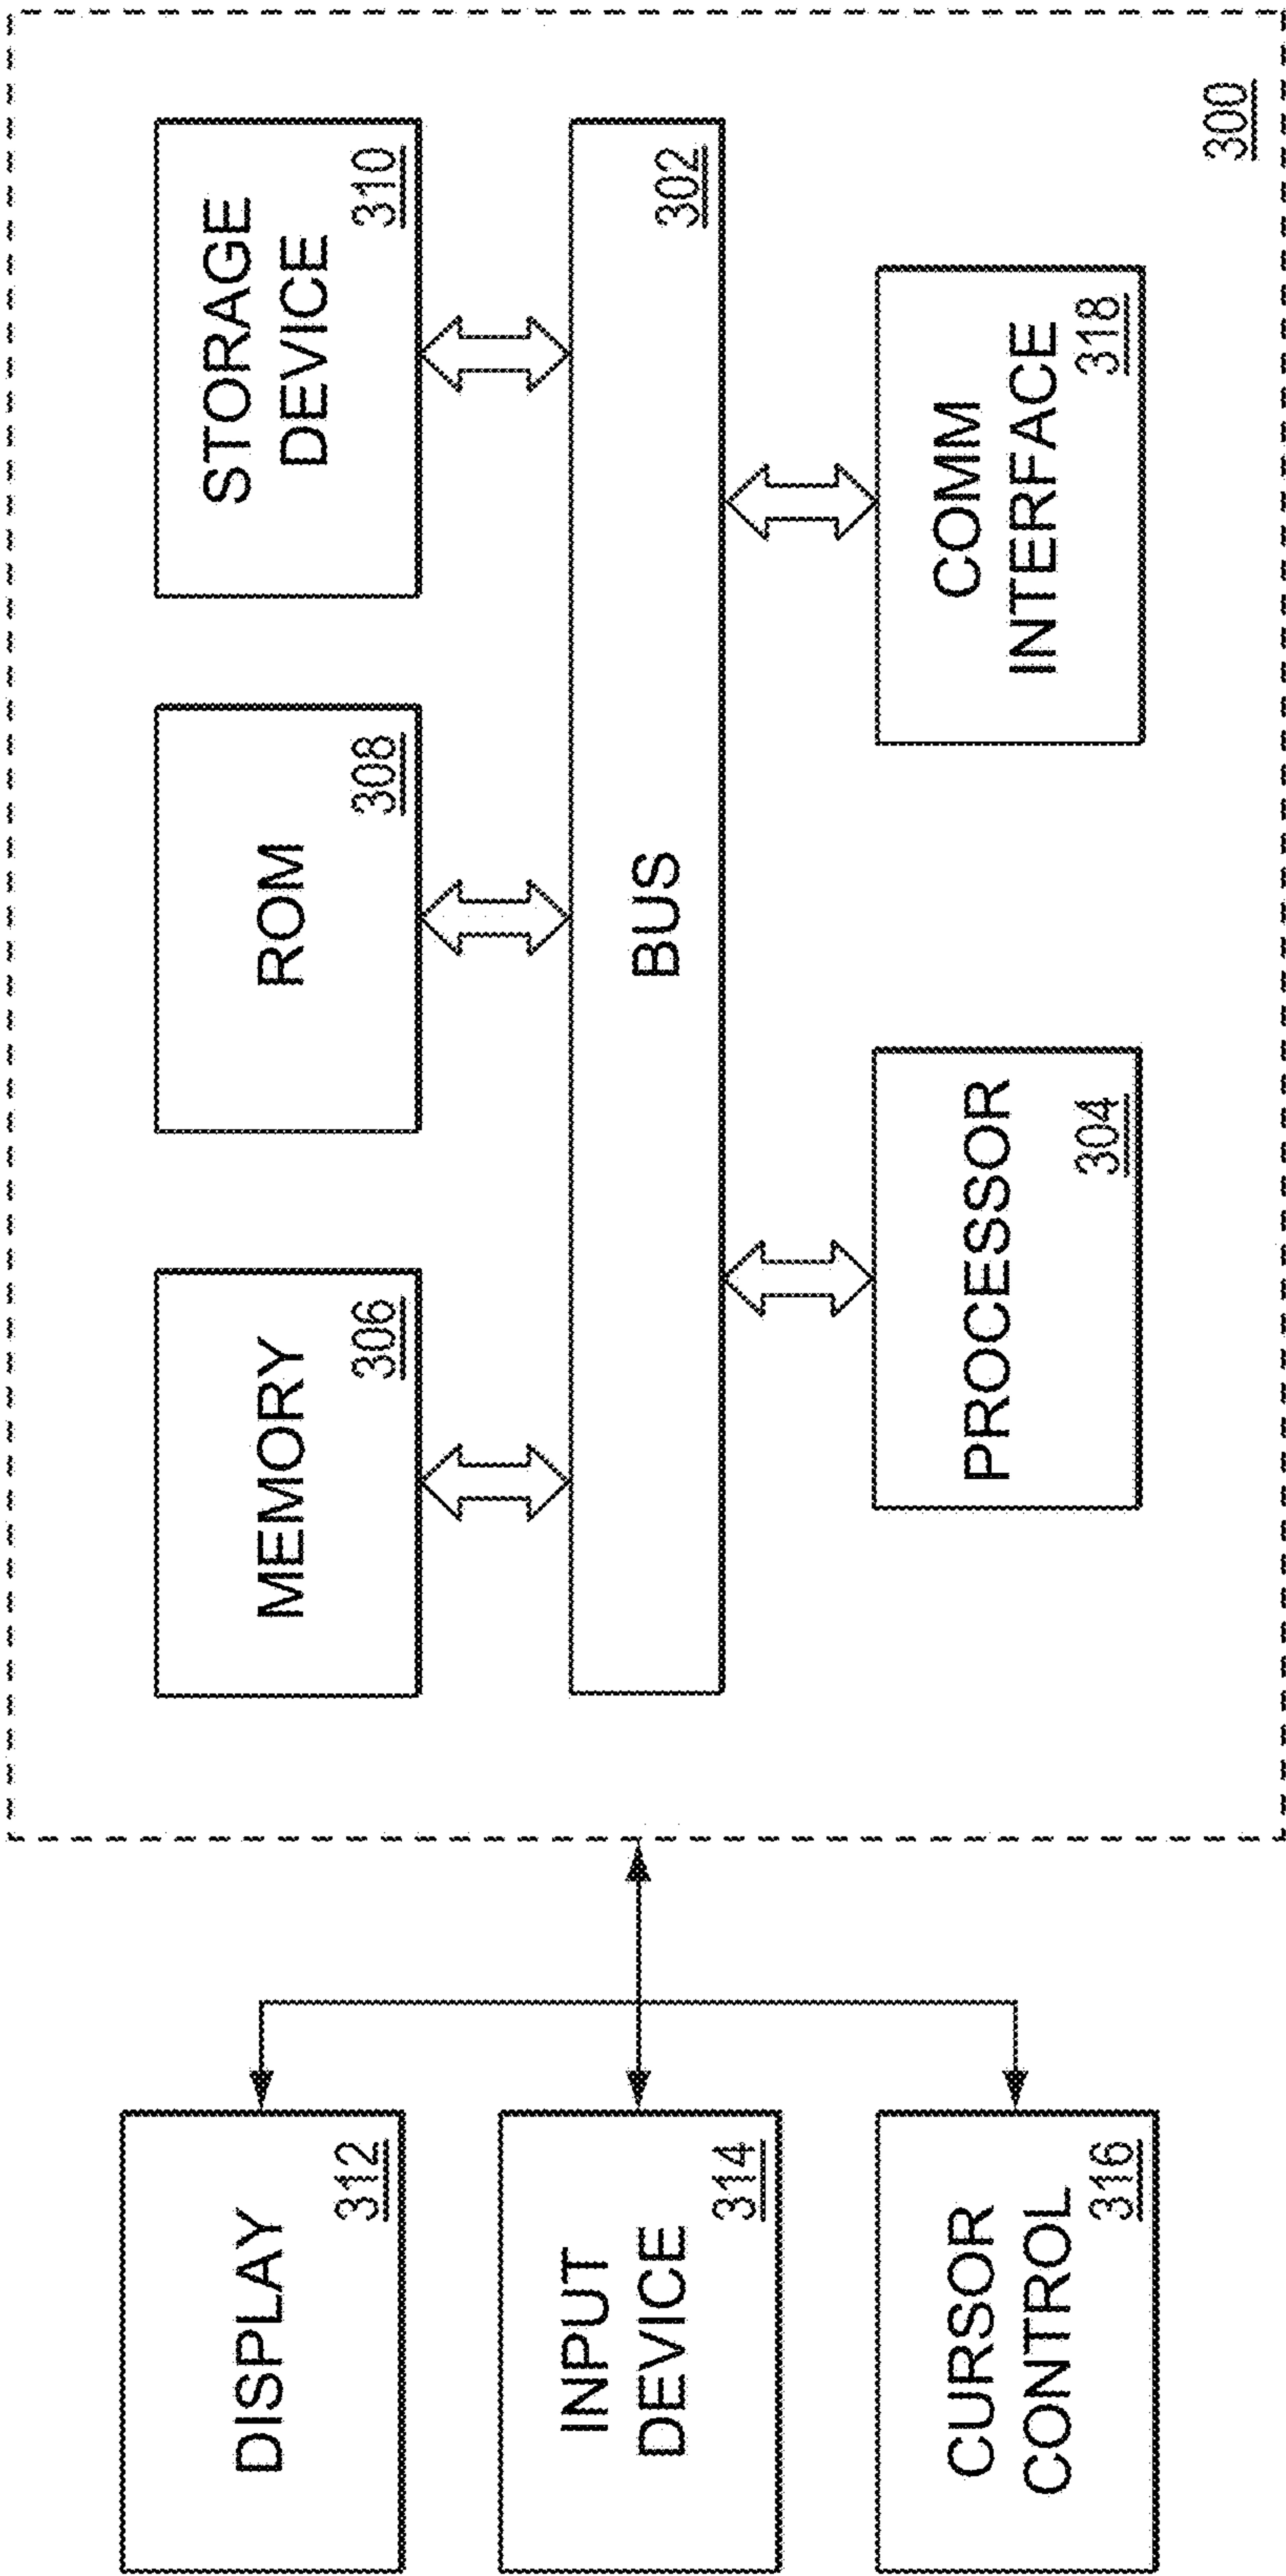 DISPLAY
312
INPUT
DEVICE
314
CURSOR
CONTROL
316
MEMORY
306
ROM
308
STORAGE
DEVICE
310
BUS
302
PROCESSOR
304
COMM
INTERFACE
318
300